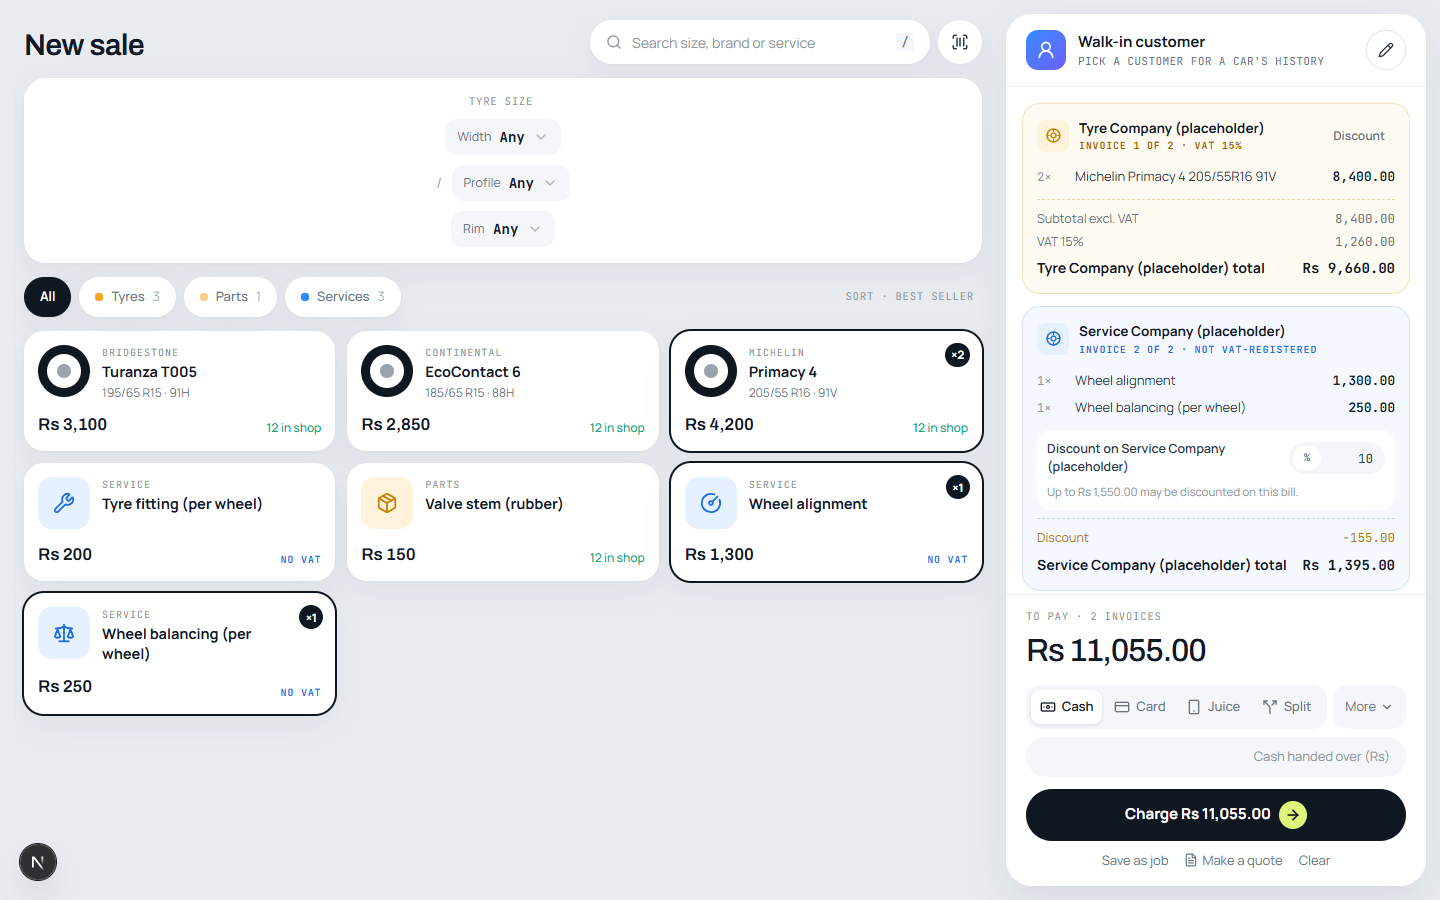 New sale
Search size, brand or service
/
TYRE SIZE
Width Any
/ Profile Any
Rim Any
All
Tyres 3
Parts 1
Services 3
SORT · BEST SELLER
BRIDGESTONE
Turanza T005
195/65 R15 · 91H
Rs 3,100
12 in shop
CONTINENTAL
EcoContact 6
185/65 R15 · 88H
Rs 2,850
12 in shop
×2
MICHELIN
Primacy 4
205/55 R16 · 91V
Rs 4,200
12 in shop
SERVICE
Tyre fitting (per wheel)
Rs 200
NO VAT
PARTS
Valve stem (rubber)
Rs 150
12 in shop
×1
SERVICE
Wheel alignment
Rs 1,300
NO VAT
×1
SERVICE
Wheel balancing (per
wheel)
Rs 250
NO VAT
N
Walk-in customer
PICK A CUSTOMER FOR A CAR'S HISTORY
Tyre Company (placeholder)
INVOICE 1 OF 2 · VAT 15%
Discount
2× Michelin Primacy 4 205/55R16 91V 8,400.00
Subtotal excl. VAT 8,400.00
VAT 15% 1,260.00
Tyre Company (placeholder) total Rs 9,660.00
Service Company (placeholder)
INVOICE 2 OF 2 · NOT VAT-REGISTERED
1× Wheel alignment 1,300.00
1× Wheel balancing (per wheel) 250.00
Discount on Service Company
(placeholder)
% 10
Up to Rs 1,550.00 may be discounted on this bill.
Discount -155.00
Service Company (placeholder) total Rs 1,395.00
TO PAY · 2 INVOICES
Rs 11,055.00
Cash
Card
Juice
Split
More
Cash handed over (Rs)
Charge Rs 11,055.00
Save as job
Make a quote
Clear